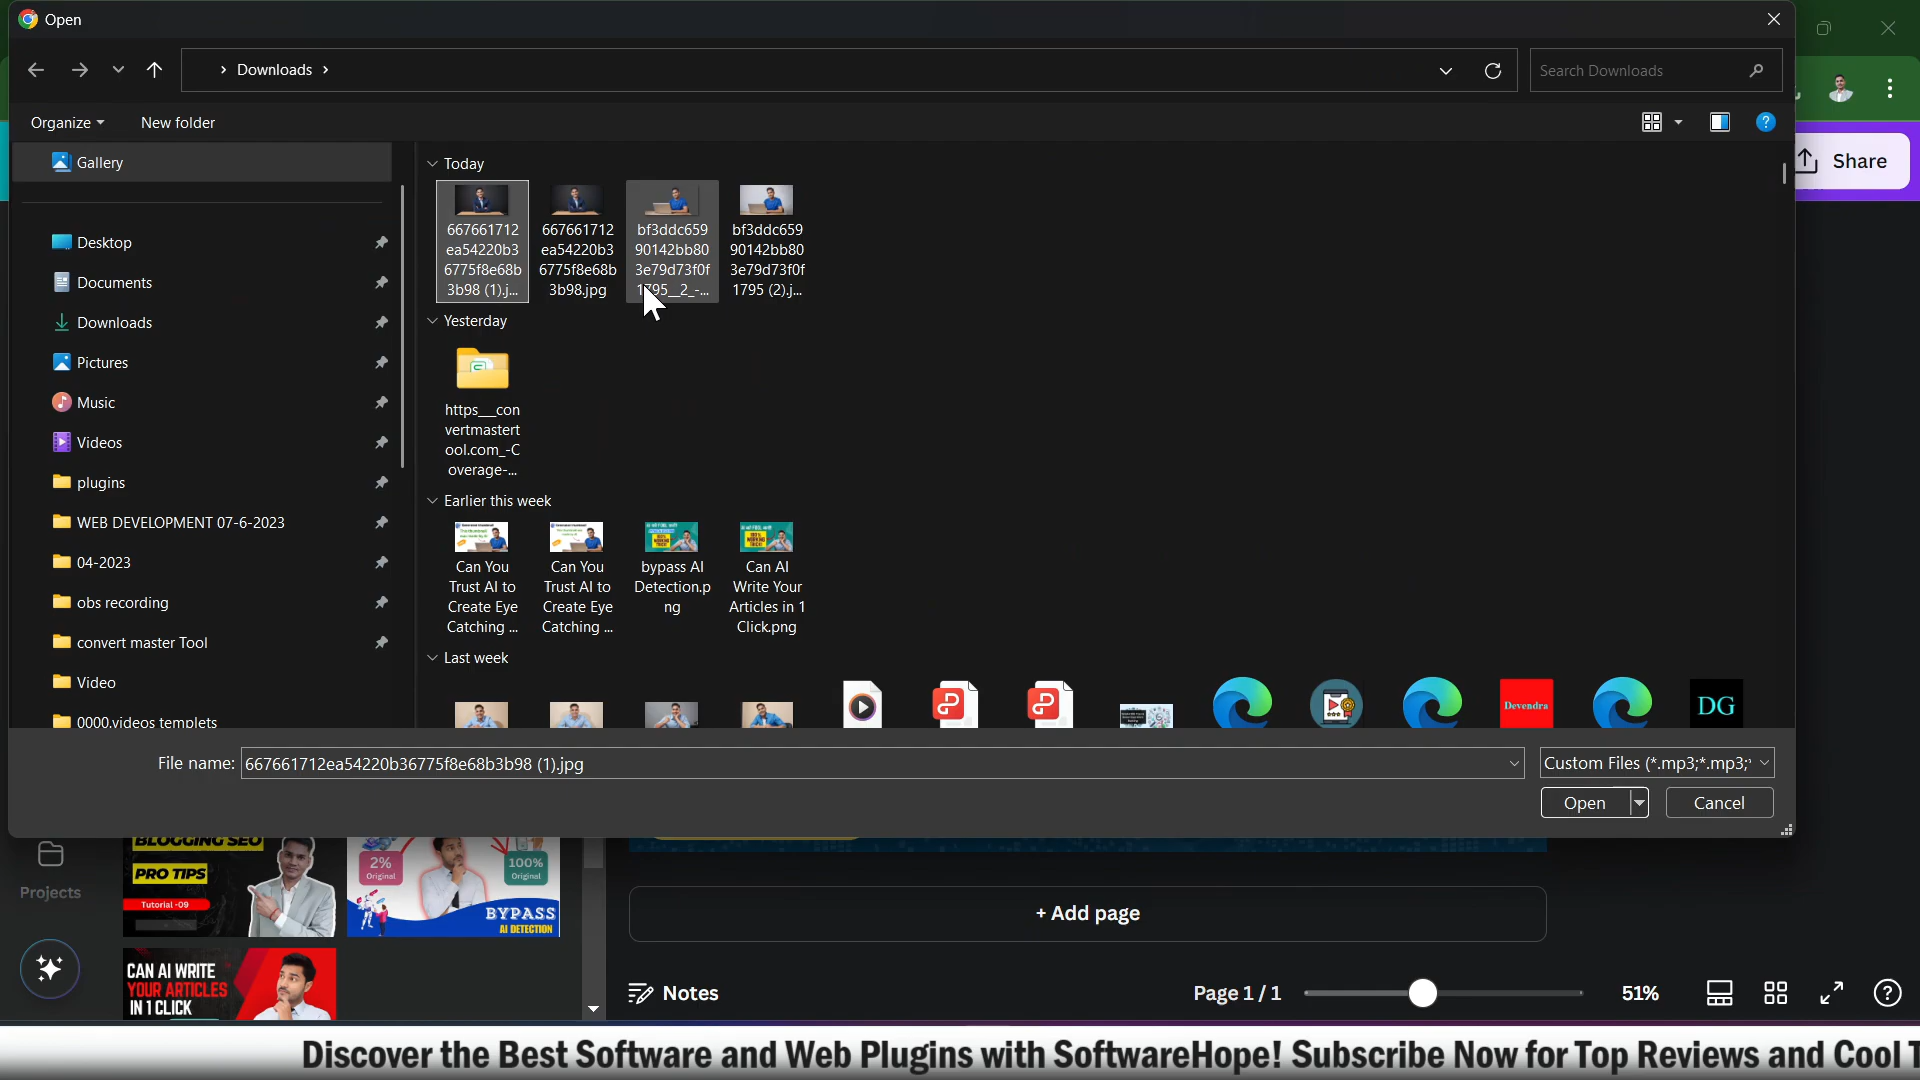 Open
Downloads
Search Downloads
Organize
New folder
Share
Gallery
Desktop
Documents
Downloads
Pictures
Music
Videos
plugins
WEB DEVELOPMENT 07-6-2023
04-2023
obs recording
convert master Tool
Video
0000.videos templets
Today
667661712
ea54220b3
6775f8e68b
3b98 (1).j...
667661712
ea54220b3
6775f8e68b
3b98.jpg
bf3ddc659
90142bb80
3e79d73f0f
1795__2_-...
bf3ddc659
90142bb80
3e79d73f0f
1795 (2).j...
Yesterday
https___con
vertmastert
ool.com_-C
overage-...
Earlier this week
Can You
Trust AI to
Create Eye
Catching ...
Can You
Trust AI to
Create Eye
Catching ...
bypass AI
Detection.p
ng
Can AI
Write Your
Articles in 1
Click.png
Last week
Devendra
DG
File name:
667661712ea54220b36775f8e68b3b98 (1).jpg
Custom Files (*.mp3;*.mp3;*
Open
Cancel
Projects
BLOGGING SEO
PRO TIPS
Tutorial -09
2%
Original
100%
Original
BYPASS
AI DETECTION
CAN AI WRITE
YOUR ARTICLES
IN 1 CLICK
+ Add page
Notes
Page 1 / 1
51%
Discover the Best Software and Web Plugins with SoftwareHope! Subscribe Now for Top Reviews and Cool T